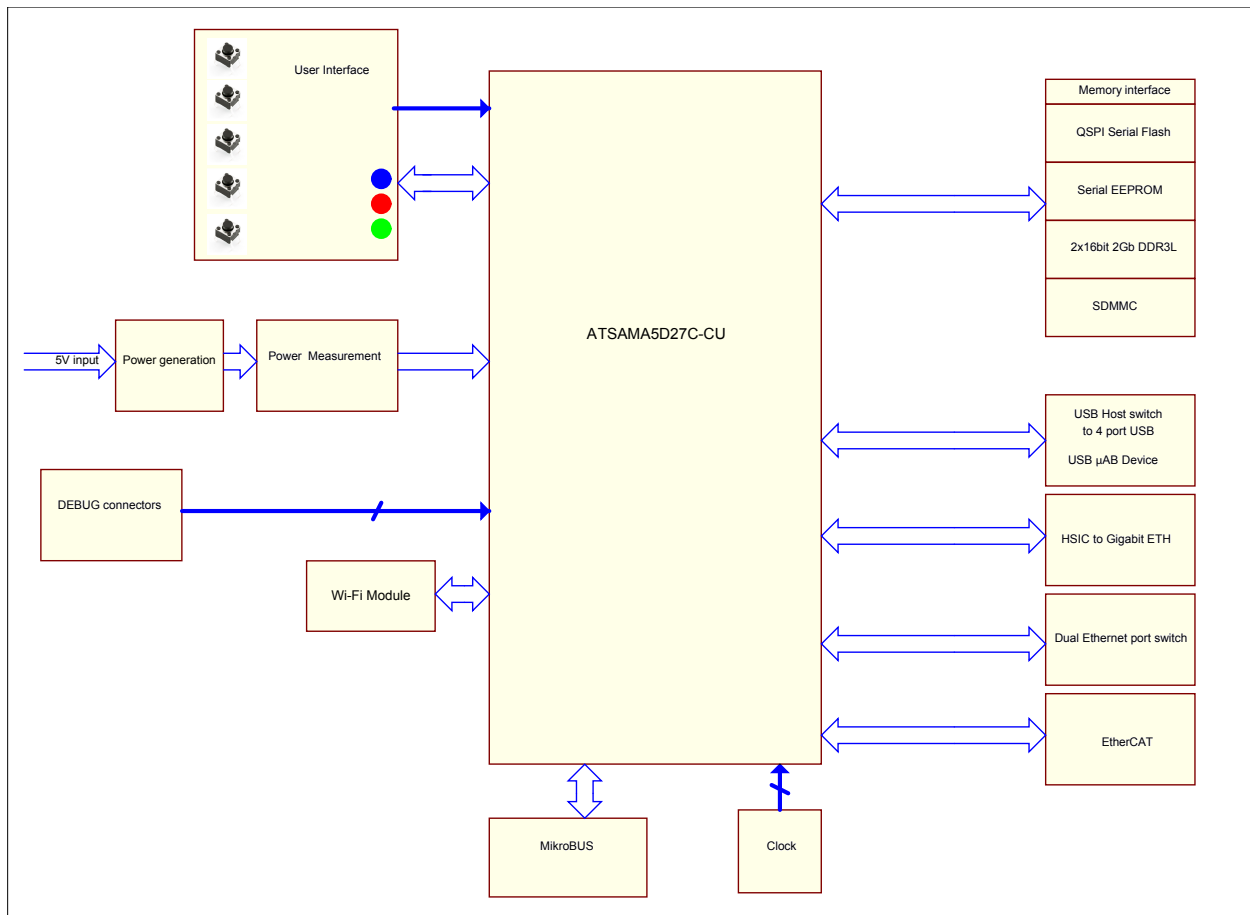 User Interface
ATSAMA5D27C-CU
Memory interface
QSPI Serial Flash
Serial EEPROM
2x16bit 2Gb DDR3L
SDMMC
5V input
Power generation
Power  Measurement
DEBUG connectors
Wi-Fi Module
USB Host switch
to 4 port USB
USB µAB Device
HSIC to Gigabit ETH
Dual Ethernet port switch
EtherCAT
MikroBUS
Clock